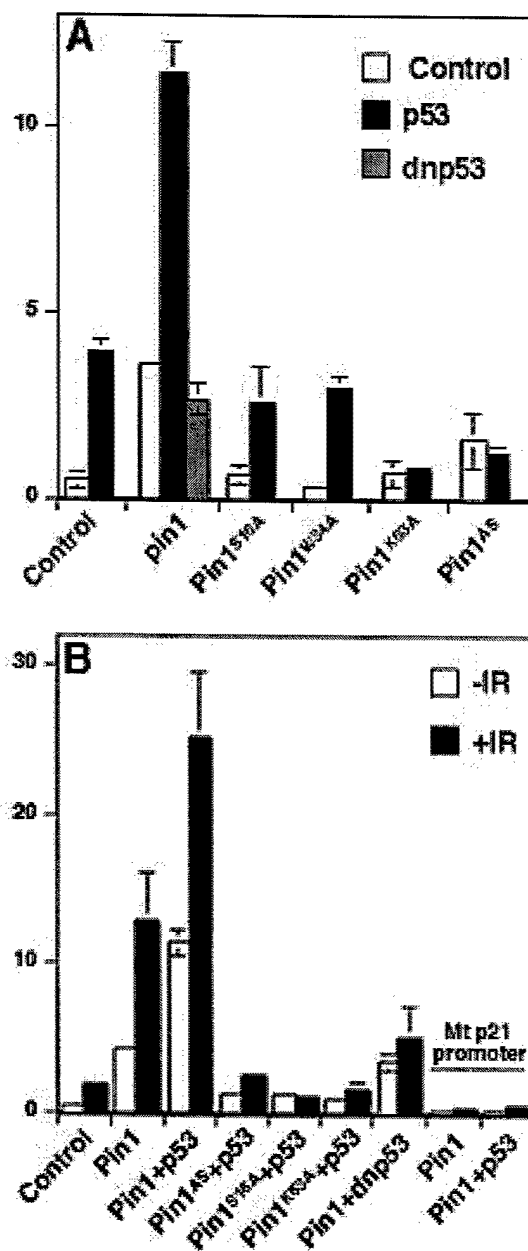 A
Control
p53
dnp53
10
5
0
Control
pin1
Pin1S16A
Pin1W34A
Pin1K63A
Pin1AS
B
-IR
+IR
30
20
10
0
Mt p21
promoter
Control
Pin1
Pin1+p53
Pin1AS+p53
Pin1S16A+p53
Pin1K63A+p53
Pin1+dnp53
Pin1
Pin1+p53